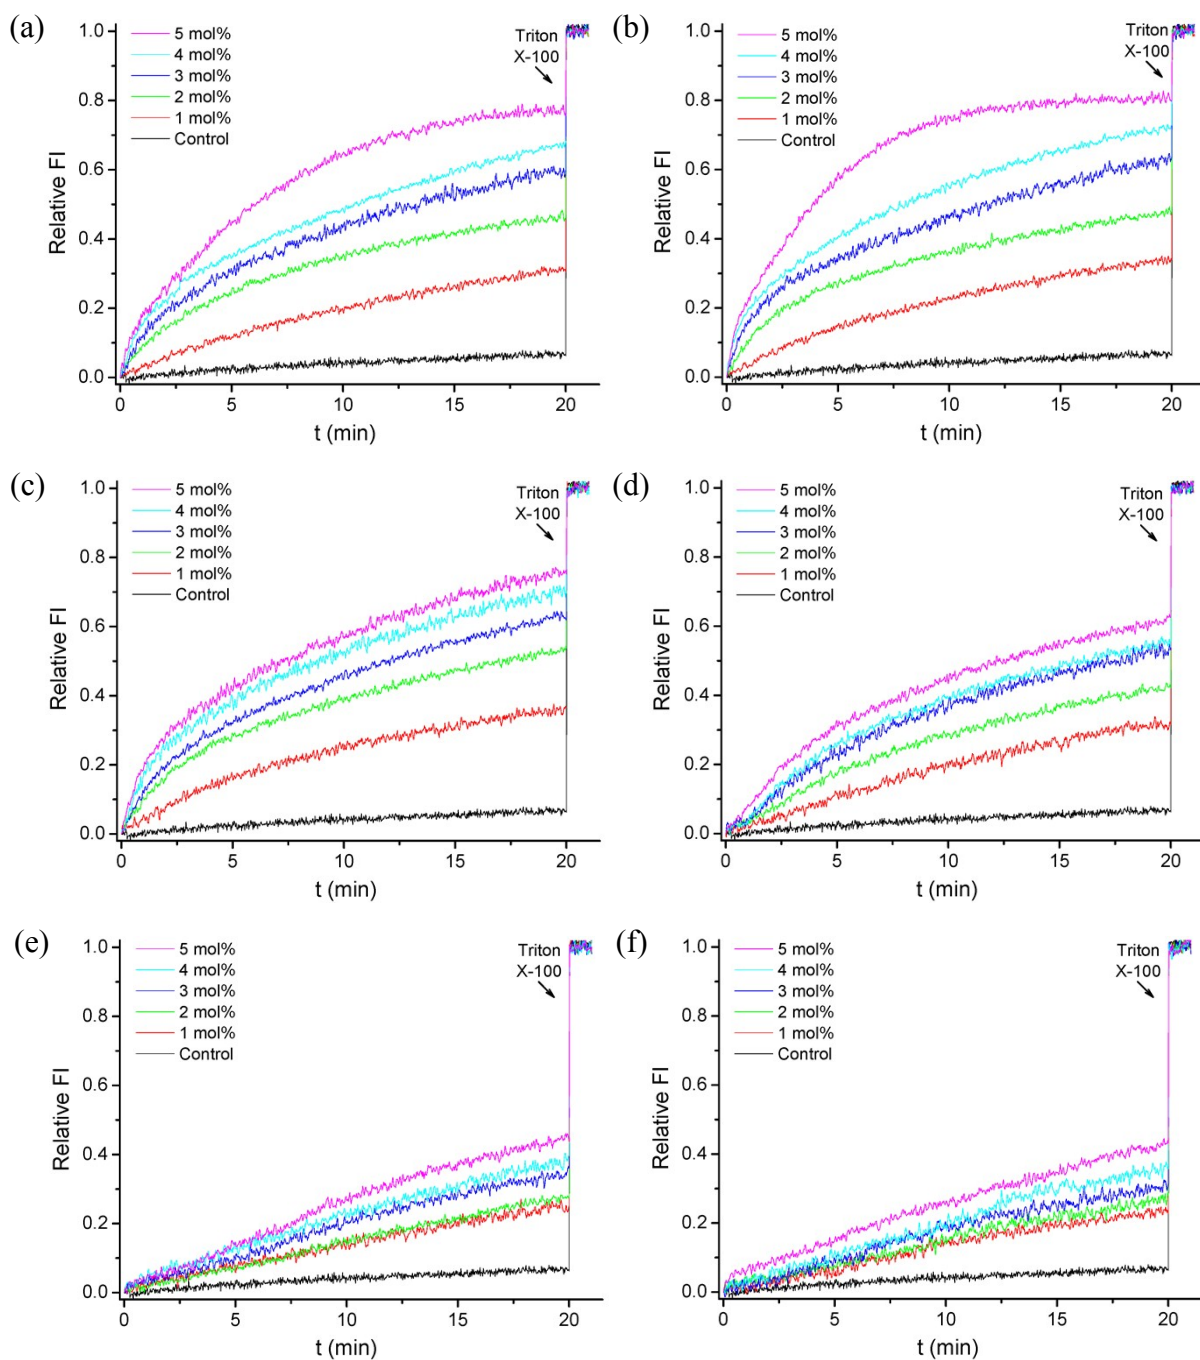 (a)
1.0
0.8
0.6
0.4
0.2
0.0
Relative FI
5 mol%
4 mol%
3 mol%
2 mol%
1 mol%
Control
Triton
X-100
0
5
10
15
20
t (min)
(b)
1.0
0.8
0.6
0.4
0.2
0.0
Relative FI
5 mol%
4 mol%
3 mol%
2 mol%
1 mol%
Control
Triton
X-100
0
5
10
15
20
t (min)
(c)
1.0
0.8
0.6
0.4
0.2
0.0
Relative FI
5 mol%
4 mol%
3 mol%
2 mol%
1 mol%
Control
Triton
X-100
0
5
10
15
20
t (min)
(d)
1.0
0.8
0.6
0.4
0.2
0.0
Relative FI
5 mol%
4 mol%
3 mol%
2 mol%
1 mol%
Control
Triton
X-100
0
5
10
15
20
t (min)
(e)
1.0
0.8
0.6
0.4
0.2
0.0
Relative FI
5 mol%
4 mol%
3 mol%
2 mol%
1 mol%
Control
Triton
X-100
0
5
10
15
20
t (min)
(f)
1.0
0.8
0.6
0.4
0.2
0.0
Relative FI
5 mol%
4 mol%
3 mol%
2 mol%
1 mol%
Control
Triton
X-100
0
5
10
15
20
t (min)